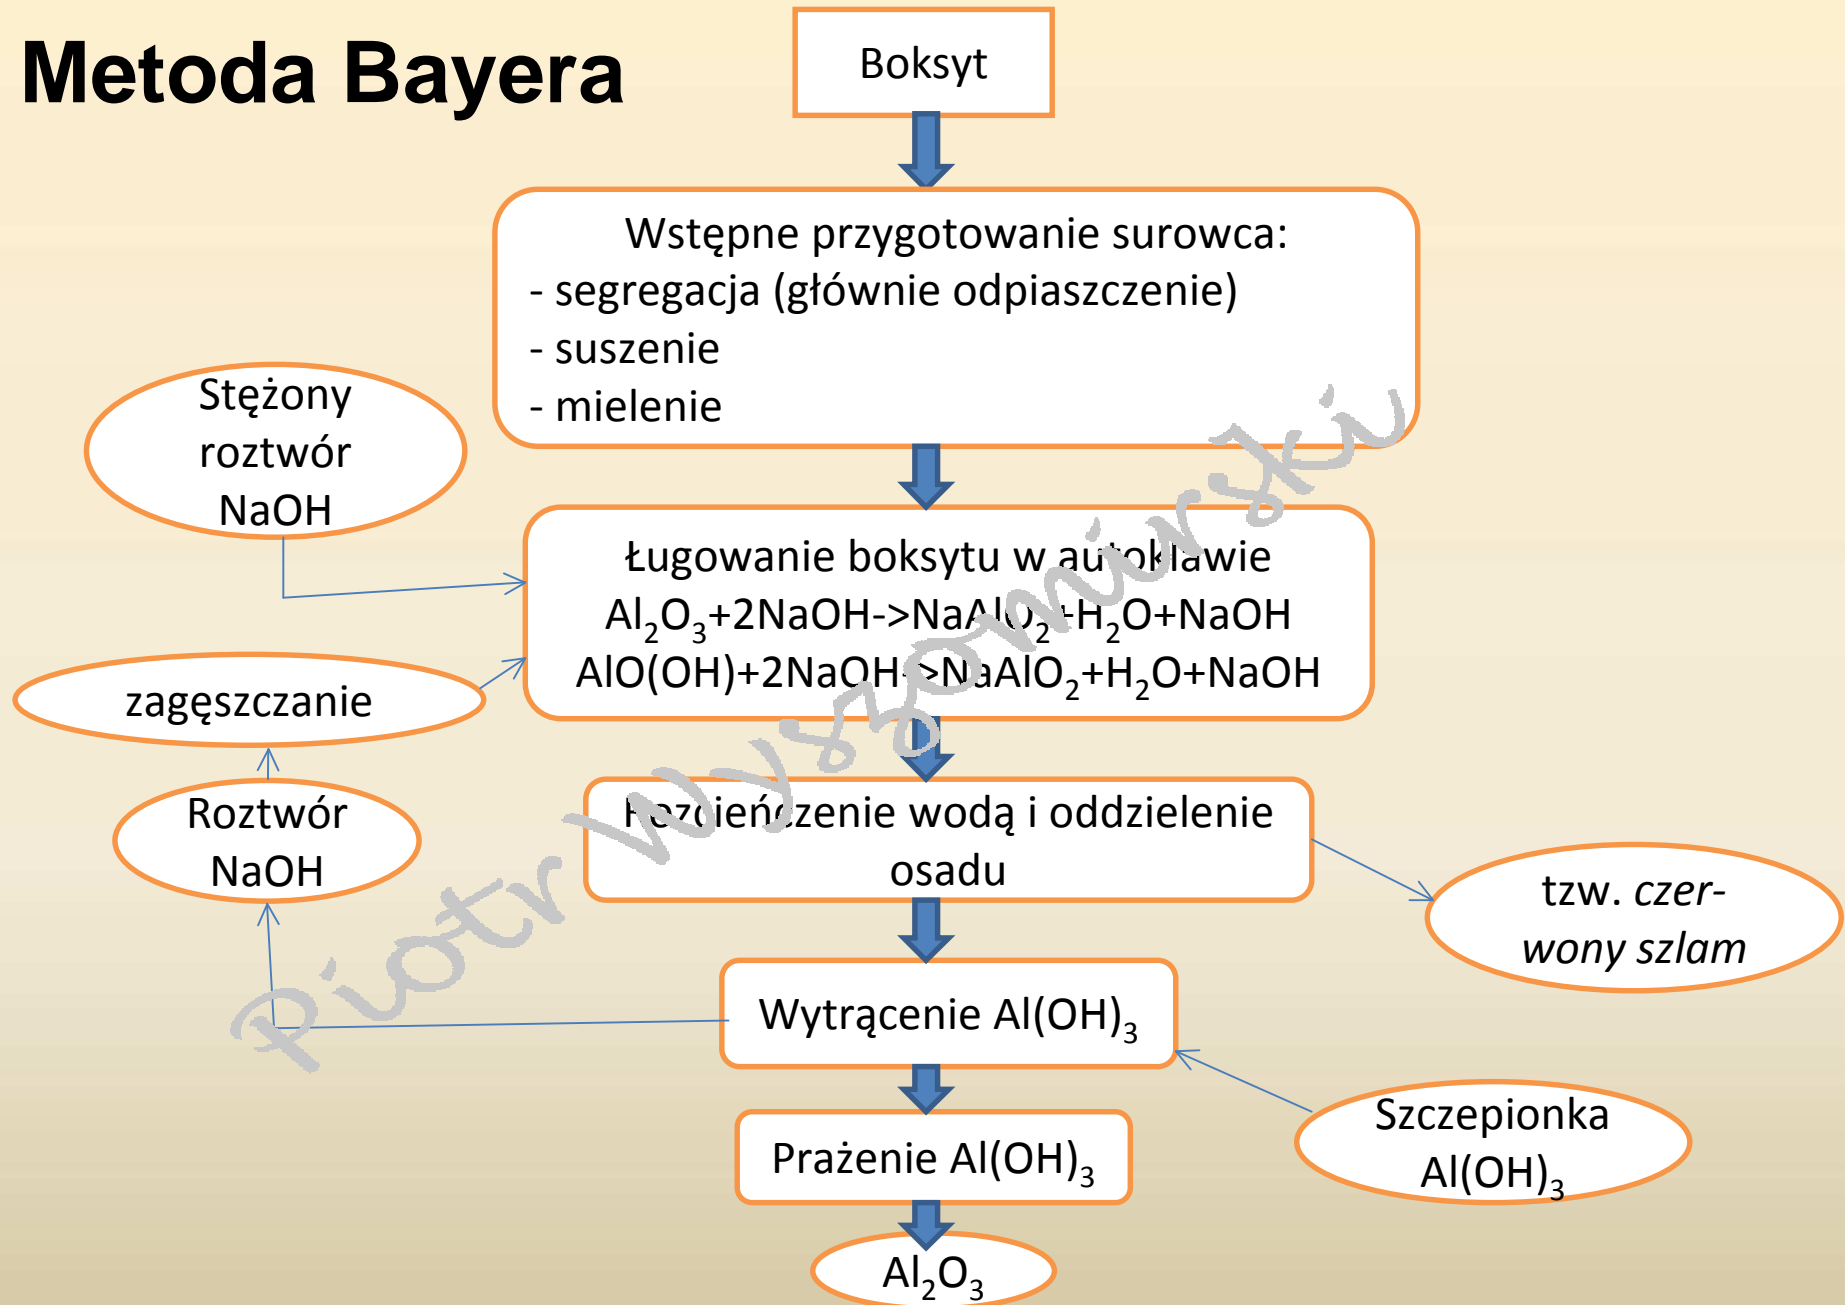 Metoda Bayera
Boksyt
Wstępne przygotowanie surowca:
- segregacja (głównie odpiaszczenie)
- suszenie
- mielenie
Stężony
roztwór
NaOH
Ługowanie boksytu w autoklawie
Al₂O₃+2NaOH->NaAlO₂+H₂O+NaOH
AlO(OH)+2NaOH->NaAlO₂+H₂O+NaOH
zagęszczanie
Roztwór
NaOH
Rozcieńczenie wodą i oddzielenie
osadu
tzw. czer-
wony szlam
Wytrącenie Al(OH)₃
Szczepionka
Al(OH)₃
Prażenie Al(OH)₃
Al₂O₃
Piotr Wyszomirski